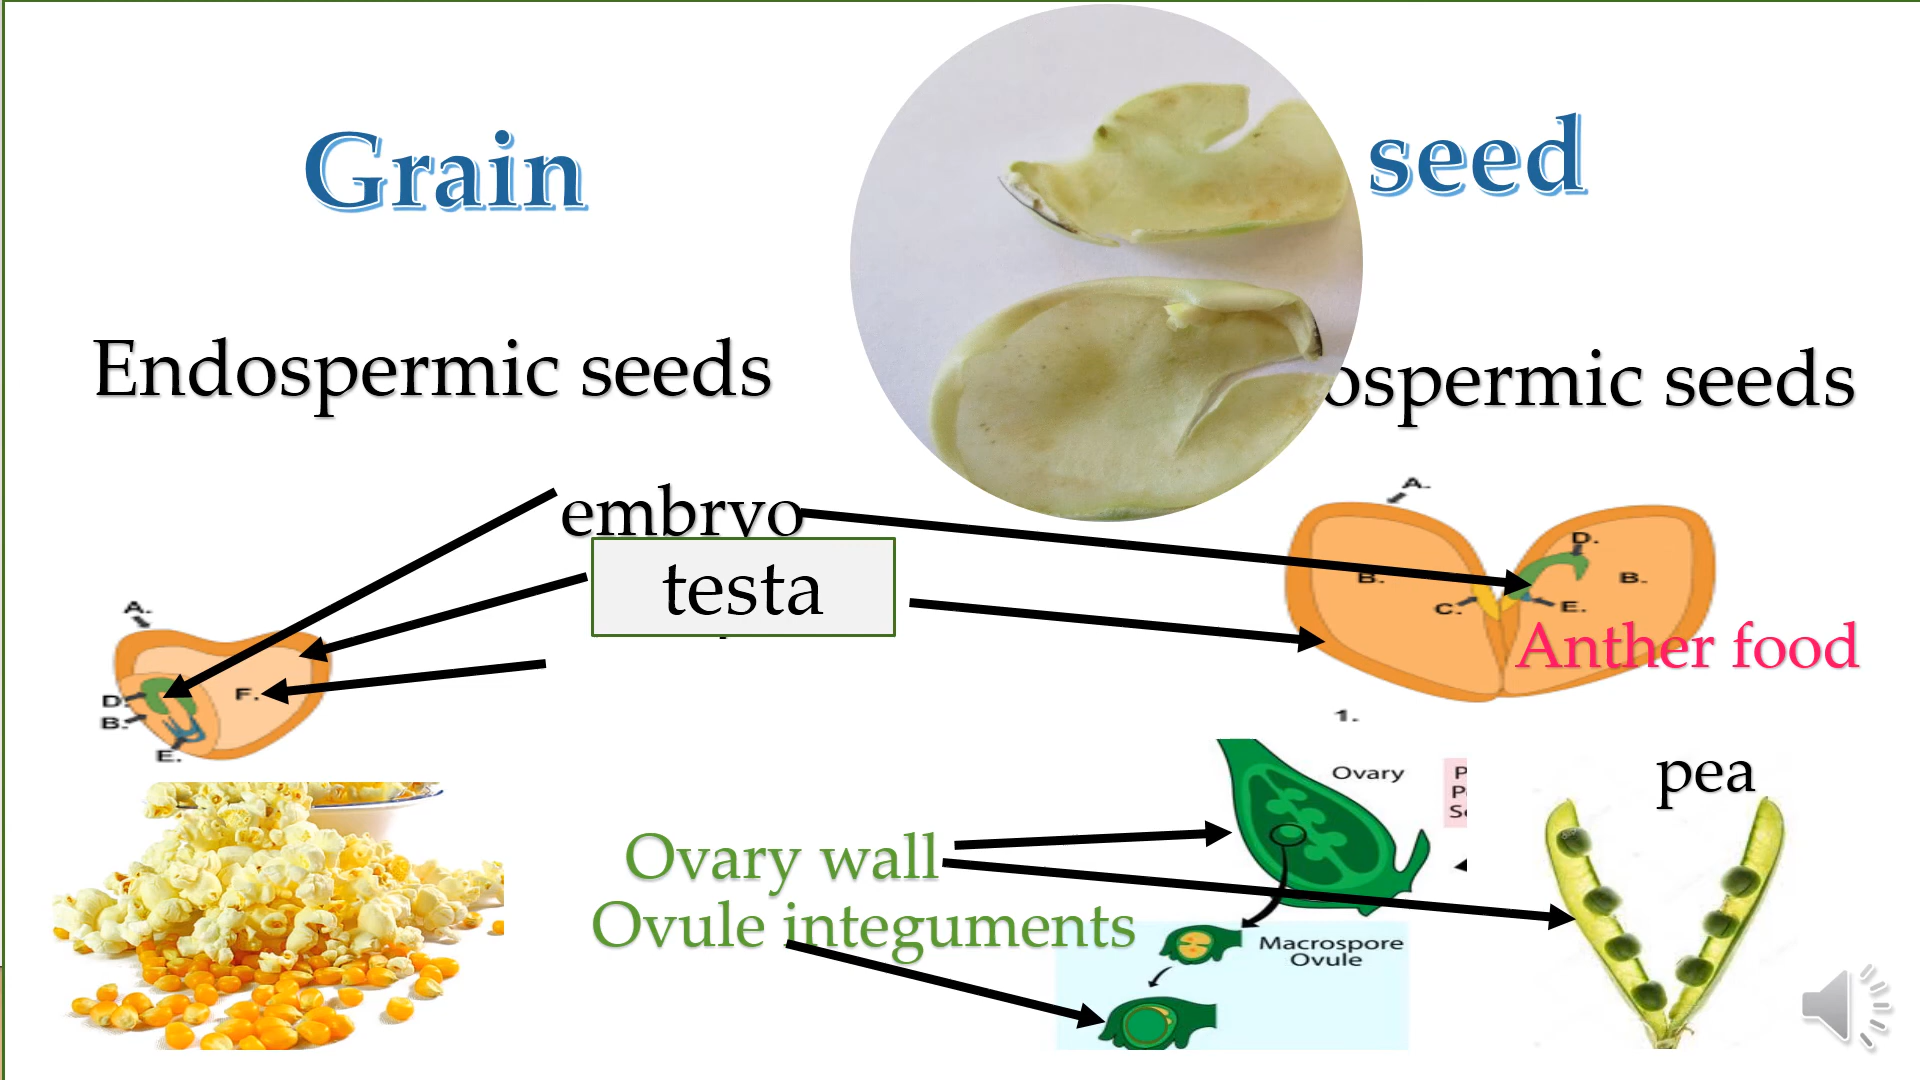 Grain
seed
Endospermic seeds
ospermic seeds
embryo
testa
A.
D.
B.
E.
F.
A.
B.
C.
D.
E.
B.
Anther food
1.
pea
Ovary
P
P
S
Ovary wall
Ovule integuments
Macrospore
Ovule